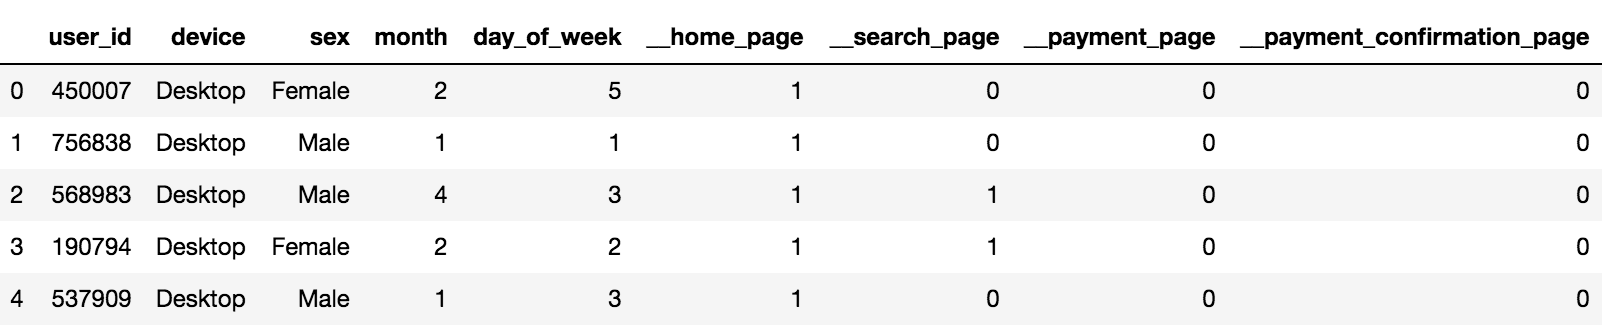 user_id device sex month day_of_week __home_page __search_page __payment_page __payment_confirmation_page
0 450007 Desktop Female 2 5 1 0 0 0
1 756838 Desktop Male 1 1 1 0 0 0
2 568983 Desktop Male 4 3 1 1 0 0
3 190794 Desktop Female 2 2 1 1 0 0
4 537909 Desktop Male 1 3 1 0 0 0